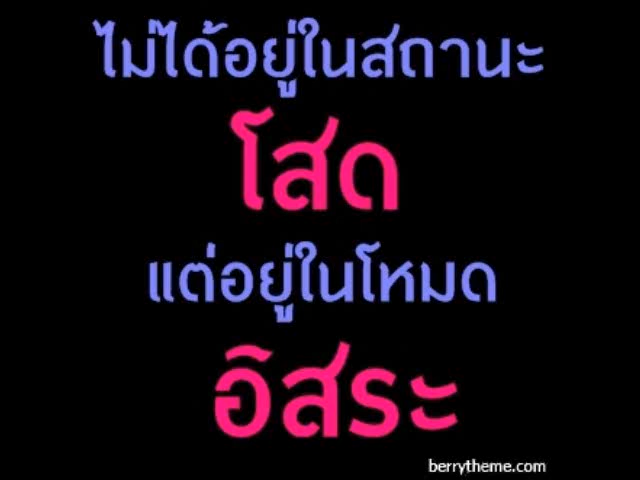 ไม่ได้อยู่ในสถานะ
โสด
แต่อยู่ในโหมด
อิสระ
berrytheme.com